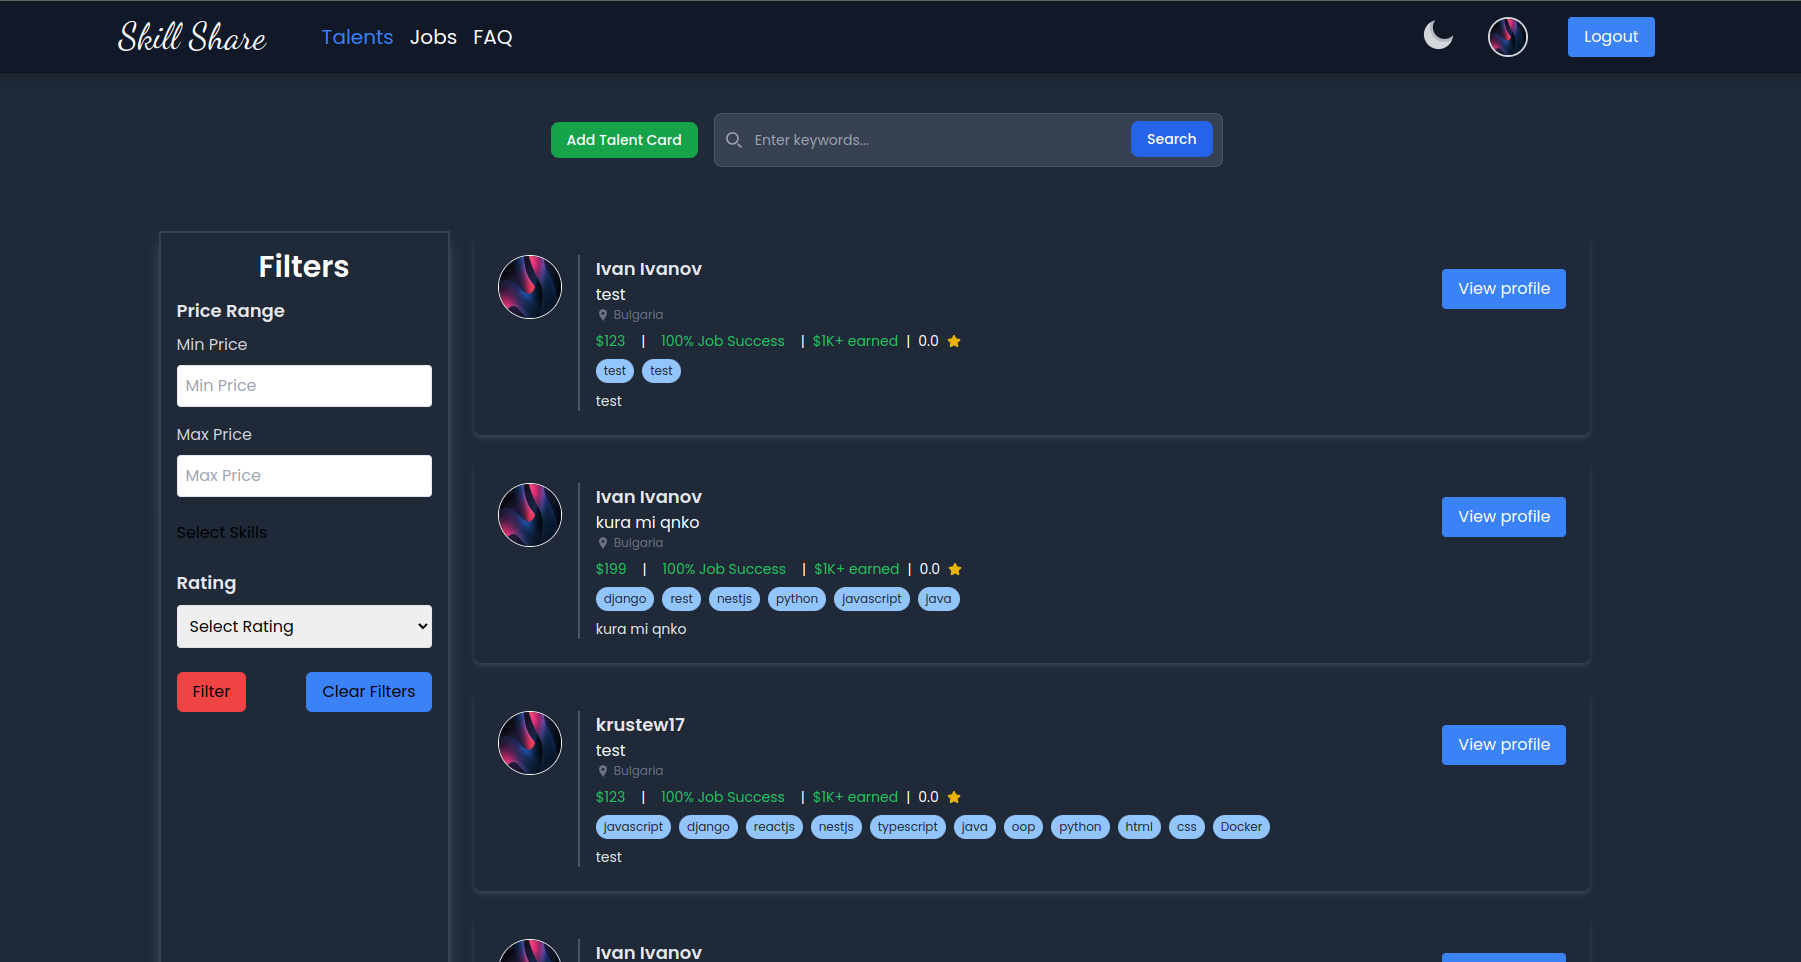 Skill Share Talents Jobs FAQ Logout
Add Talent Card Enter keywords... Search
Filters
Price Range
Min Price
Min Price
Max Price
Max Price
Select Skills
Rating
Select Rating
Filter Clear Filters
Ivan Ivanov
test
Bulgaria
$123 | 100% Job Success | $1K+ earned | 0.0
test test
test
View profile
Ivan Ivanov
kura mi qnko
Bulgaria
$199 | 100% Job Success | $1K+ earned | 0.0
django rest nestjs python javascript java
kura mi qnko
View profile
krustew17
test
Bulgaria
$123 | 100% Job Success | $1K+ earned | 0.0
javascript django reactjs nestjs typescript java oop python html css Docker
test
View profile
Ivan Ivanov